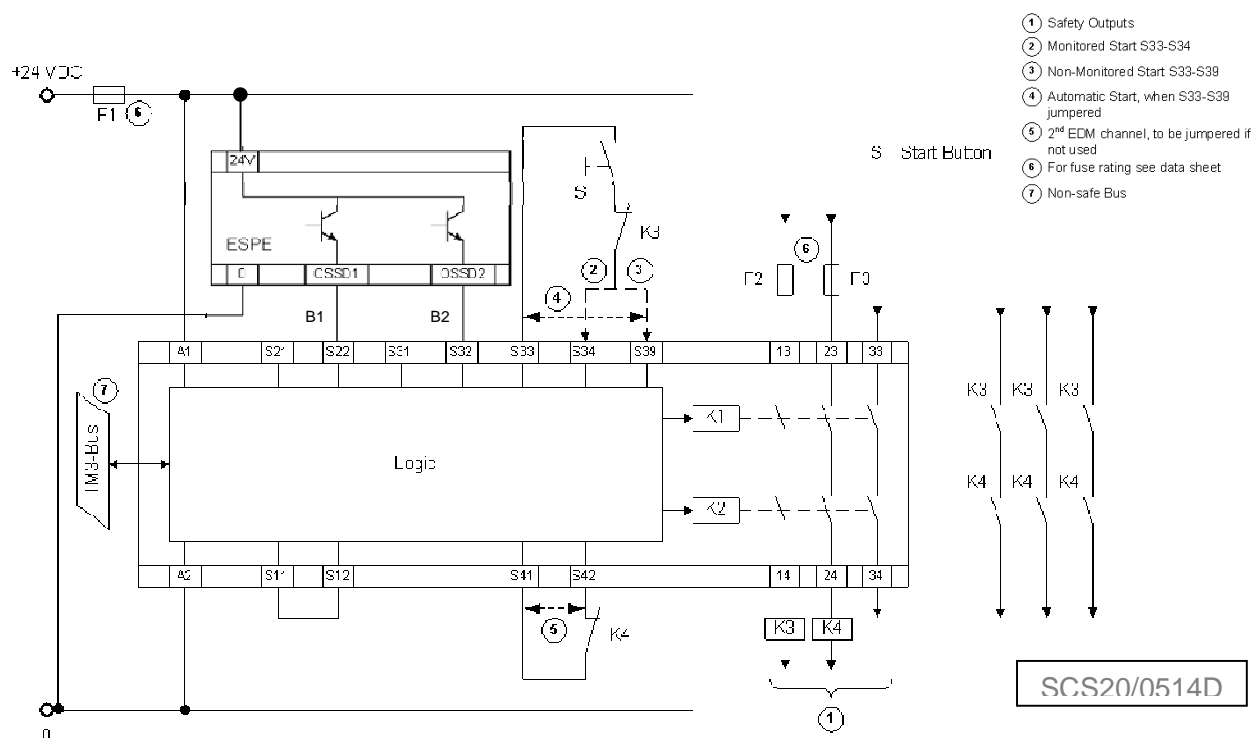 1 Safety Outputs
2 Monitored Start S33-S34
3 Non-Monitored Start S33-S39
4 Automatic Start, when S33-S39
jumpered
5 2nd EDM channel, to be jumpered if
not used
6 For fuse rating see data sheet
7 Non-safe Bus
S Start Button
+24 VDC
F1 6
24V
ESPE
0 OSSD1 OSSD2
B1 B2
S
K3
2 3
4
6
F2 F3
A1 S21 S22 S31 S32 S33 S34 S39 13 23 33
7
TM3-Bus
Logic
K1
K2
K3 K3 K3
K4 K4 K4
A2 S11 S12 S41 S42 14 24 34
5
K4
K3 K4
1
0
SCS20/0514D